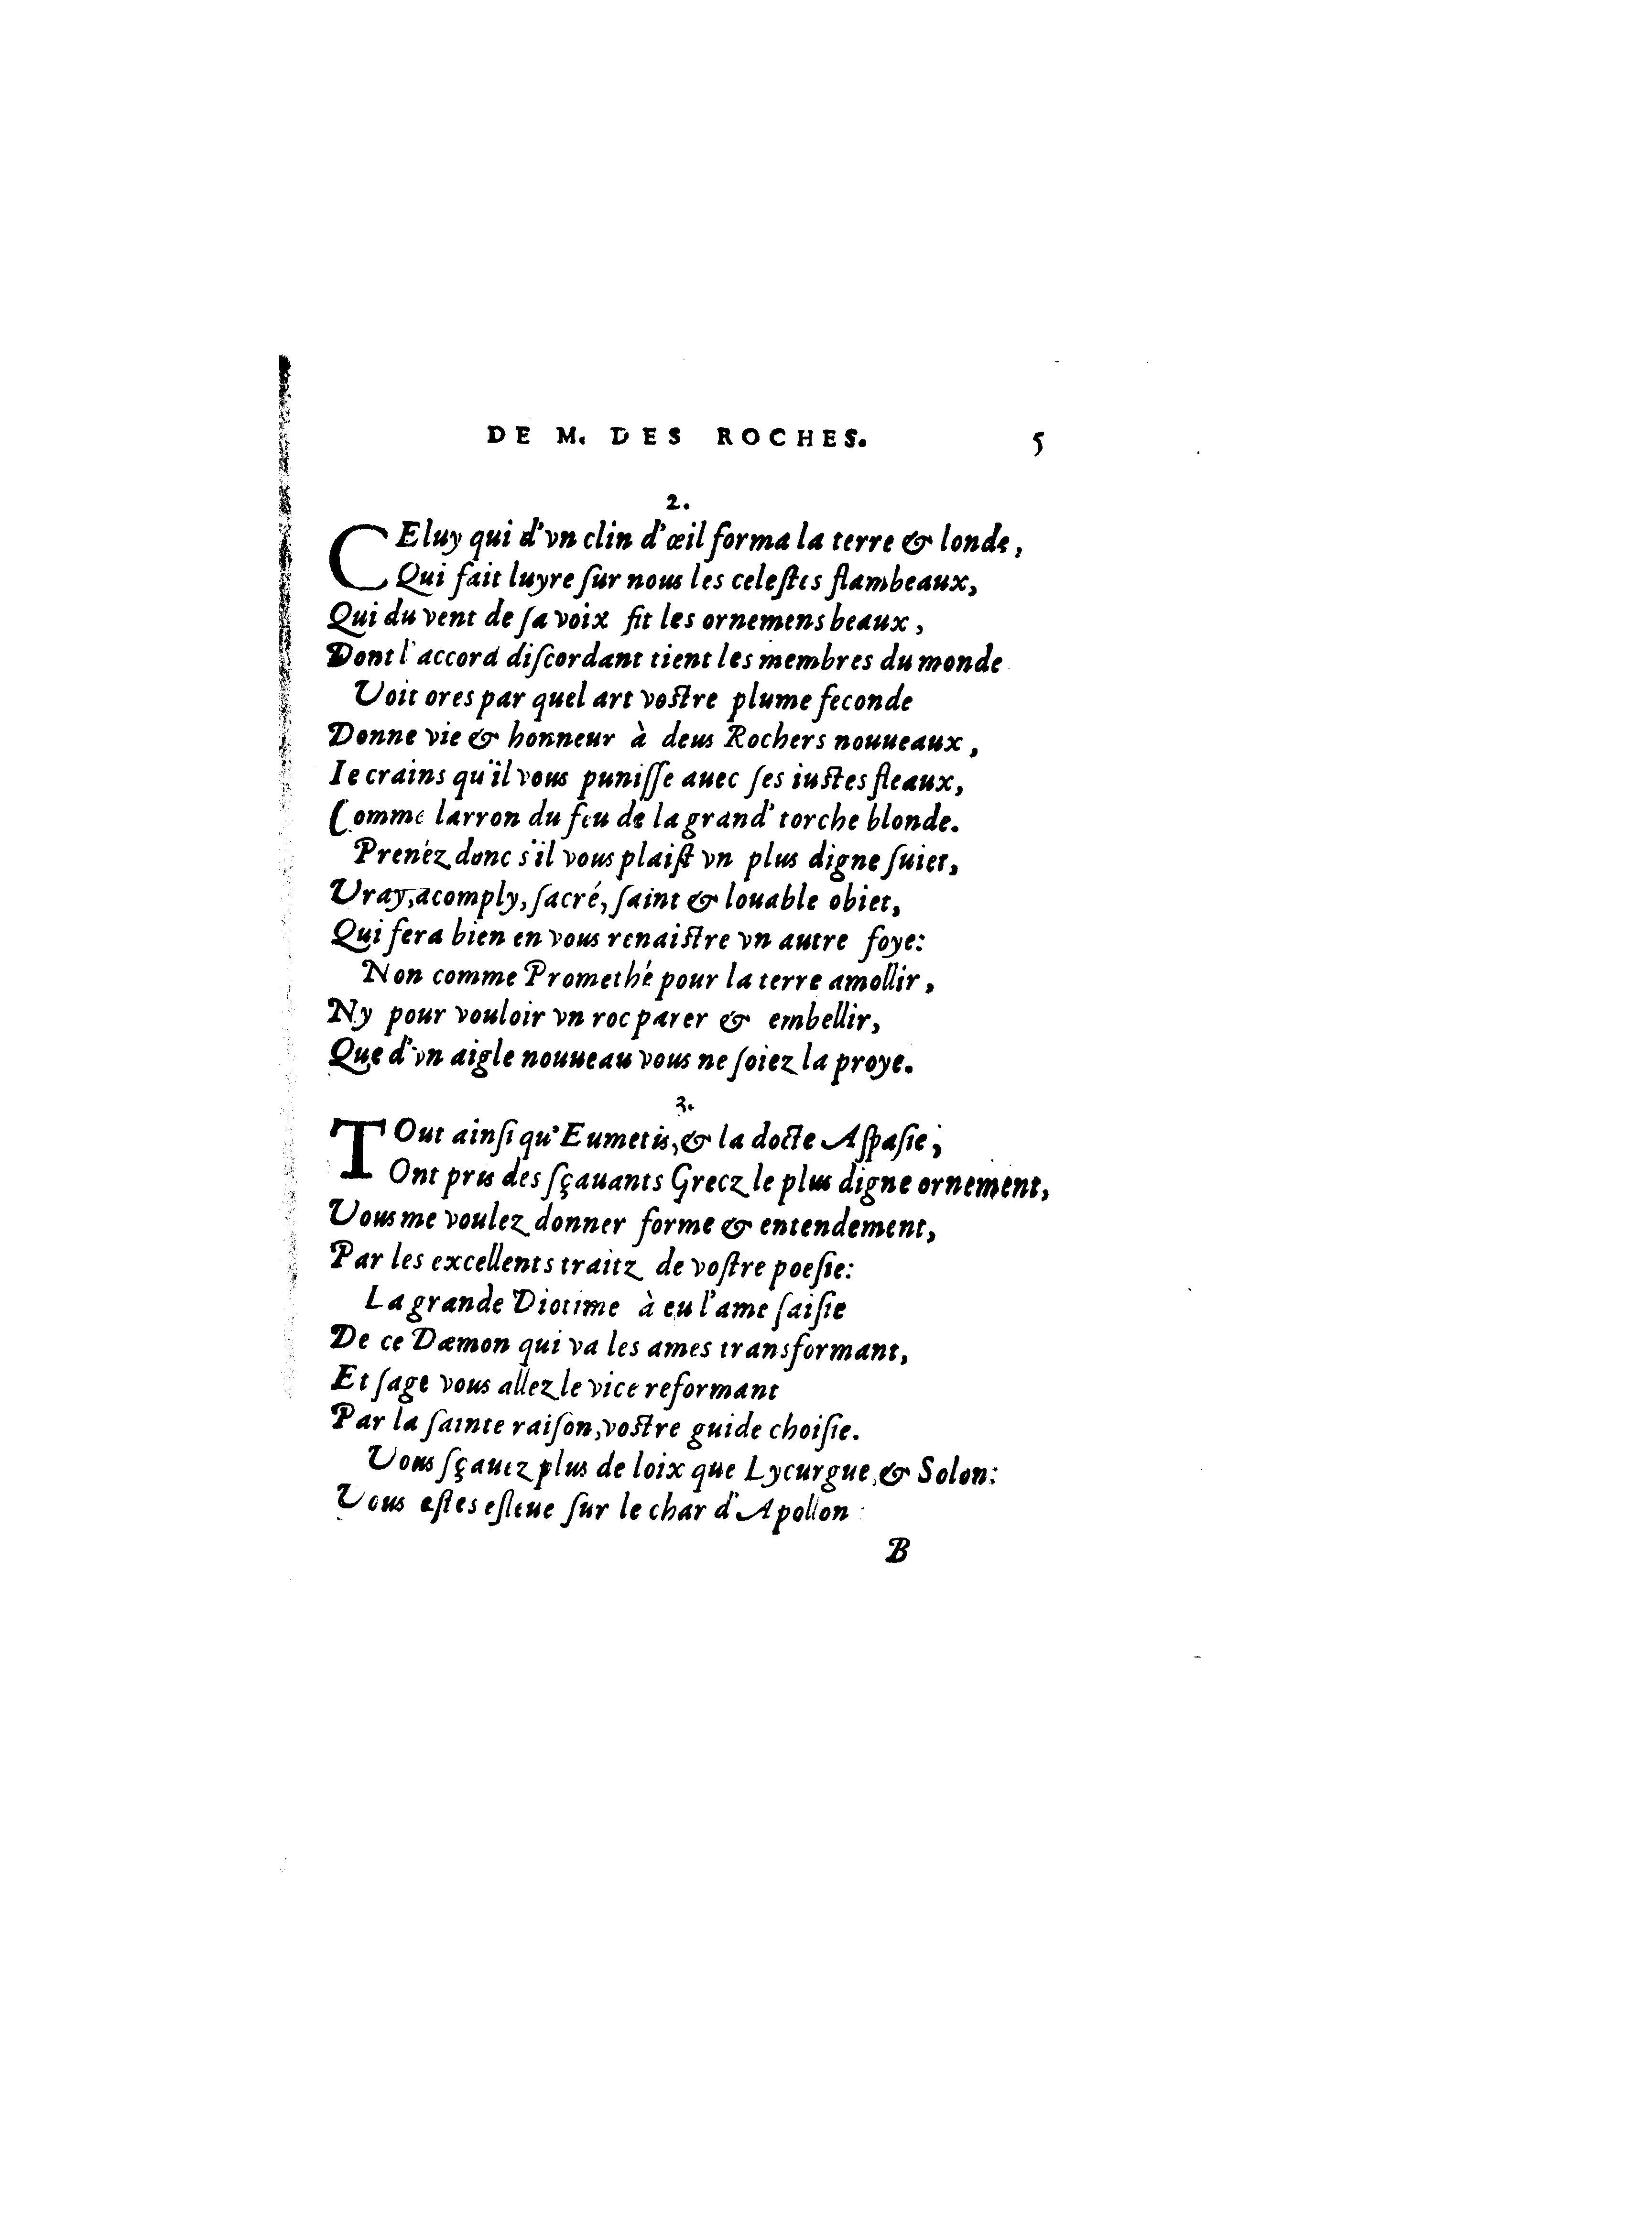 DE M. DES ROCHES. 5
2.
CEluy qui d'vn clin d'œil forma la terre & londe,
Qui fait luyre ſur nous les celeſtes flambeaux,
Qui du vent de ſa voix fit les ornemens beaux,
Dont l'accord diſcordant tient les membres du monde
Voit ores par quel art voſtre plume feconde
Donne vie & honneur à deus Rochers nouueaux,
Ie crains qu'il vous puniſſe auec ſes iuſtes fleaux,
Comme larron du feu de la grand' torche blonde.
Prenéz donc s'il vous plaiſt vn plus digne ſuiet,
Vray, acomply, ſacré, ſaint & louable obiet,
Qui fera bien en vous renaiſtre vn autre foye:
Non comme Promethé pour la terre amollir,
Ny pour vouloir vn roc parer & embellir,
Que d'vn aigle nouueau vous ne ſoiez la proye.
3.
TOut ainſi qu'Eumetis, & la docte Aſpaſie,
Ont pris des ſçauants Grecz le plus digne ornement,
Vous me voulez donner forme & entendement,
Par les excellents traitz de voſtre poeſie:
La grande Diotime à eu l'ame ſaiſie
De ce Dæmon qui va les ames transformant,
Et ſage vous allez le vice reformant
Par la ſainte raiſon, voſtre guide choiſie.
Vous ſçauez plus de loix que Lycurgue, & Solon:
Vous eſtes eſleue ſur le char d'Apollon
B